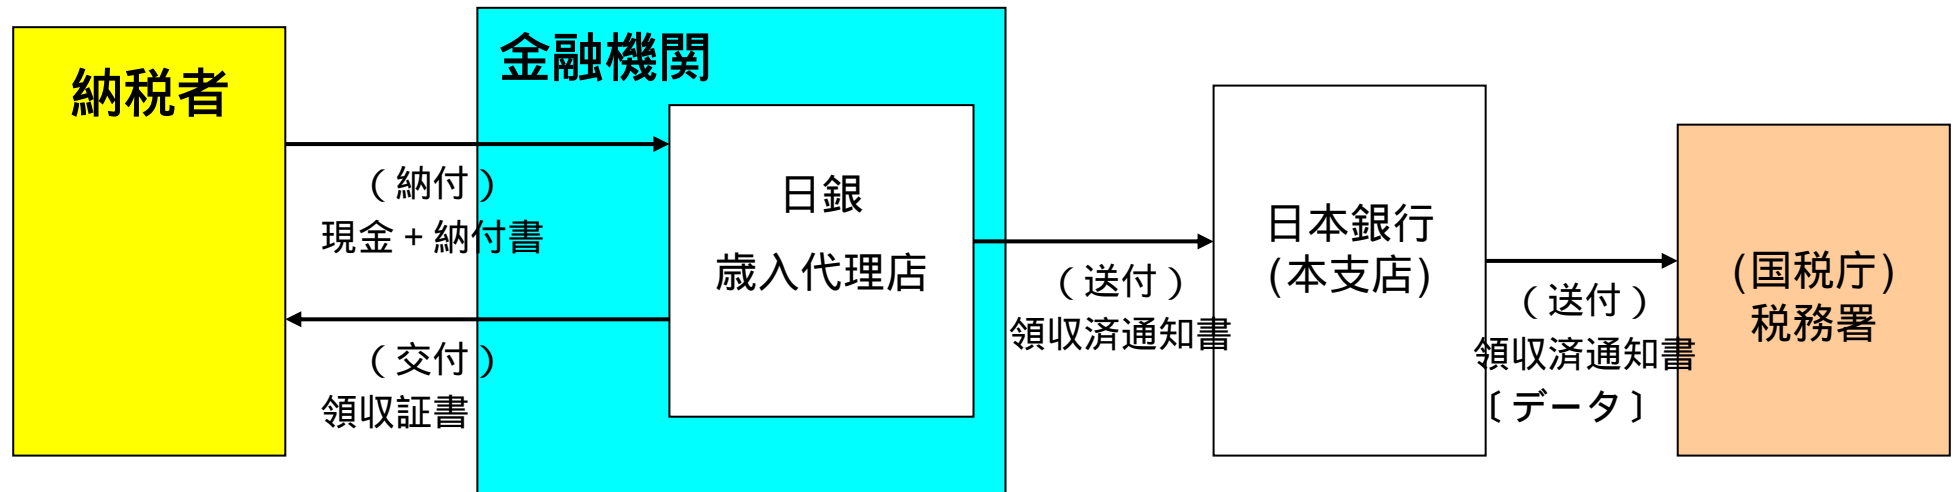 納税者
金融機関
（納付）
現金＋納付書
（交付）
領収証書
日銀
歳入代理店
（送付）
領収済通知書
日本銀行
(本支店)
（送付）
領収済通知書
〔データ〕
(国税庁)
税務署